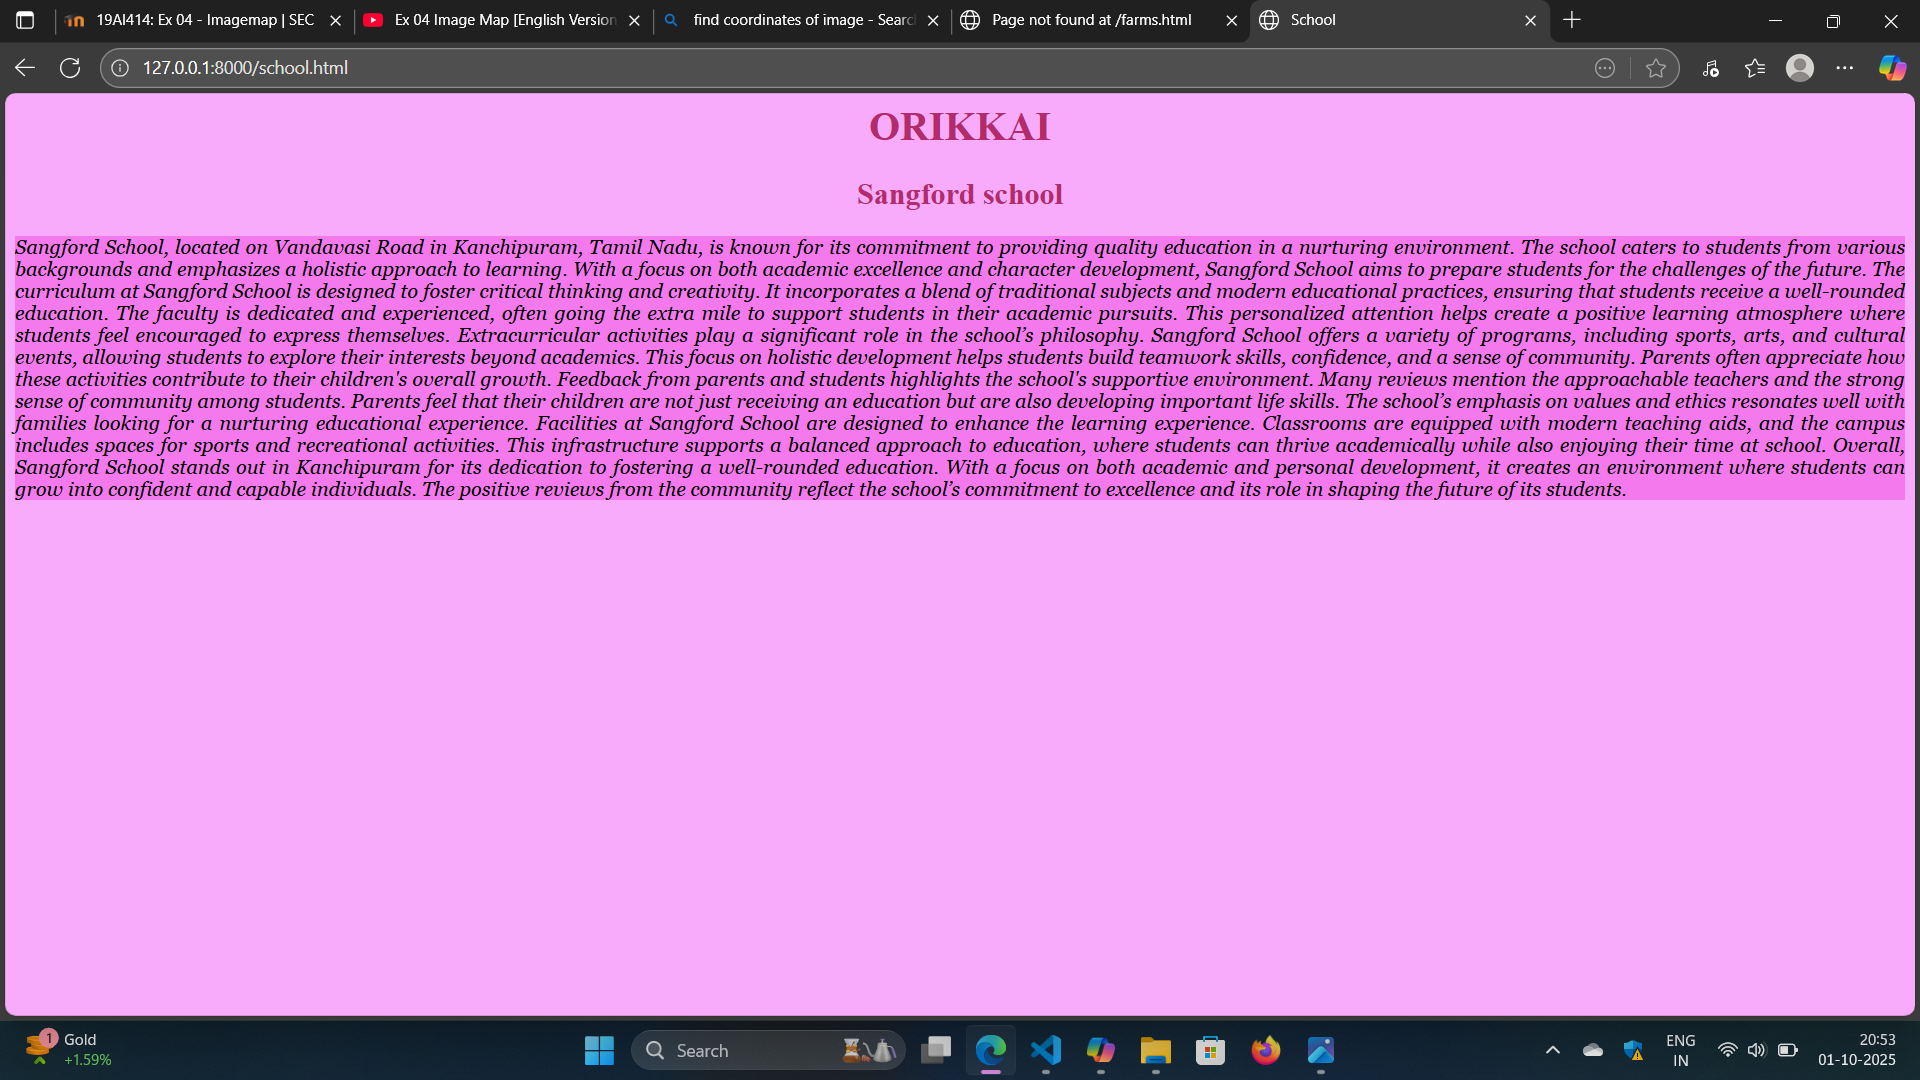 19AI414: Ex 04 - Imagemap | SEC
Ex 04 Image Map [English Version
find coordinates of image - Searc
Page not found at /farms.html
School
127.0.0.1:8000/school.html
ORIKKAI
Sangford school
Sangford School, located on Vandavasi Road in Kanchipuram, Tamil Nadu, is known for its commitment to providing quality education in a nurturing environment. The school caters to students from various
backgrounds and emphasizes a holistic approach to learning. With a focus on both academic excellence and character development, Sangford School aims to prepare students for the challenges of the future. The
curriculum at Sangford School is designed to foster critical thinking and creativity. It incorporates a blend of traditional subjects and modern educational practices, ensuring that students receive a well-rounded
education. The faculty is dedicated and experienced, often going the extra mile to support students in their academic pursuits. This personalized attention helps create a positive learning atmosphere where
students feel encouraged to express themselves. Extracurricular activities play a significant role in the school’s philosophy. Sangford School offers a variety of programs, including sports, arts, and cultural
events, allowing students to explore their interests beyond academics. This focus on holistic development helps students build teamwork skills, confidence, and a sense of community. Parents often appreciate how
these activities contribute to their children's overall growth. Feedback from parents and students highlights the school's supportive environment. Many reviews mention the approachable teachers and the strong
sense of community among students. Parents feel that their children are not just receiving an education but are also developing important life skills. The school’s emphasis on values and ethics resonates well with
families looking for a nurturing educational experience. Facilities at Sangford School are designed to enhance the learning experience. Classrooms are equipped with modern teaching aids, and the campus
includes spaces for sports and recreational activities. This infrastructure supports a balanced approach to education, where students can thrive academically while also enjoying their time at school. Overall,
Sangford School stands out in Kanchipuram for its dedication to fostering a well-rounded education. With a focus on both academic and personal development, it creates an environment where students can
grow into confident and capable individuals. The positive reviews from the community reflect the school’s commitment to excellence and its role in shaping the future of its students.
1
Gold
+1.59%
Search
ENG
IN
20:53
01-10-2025